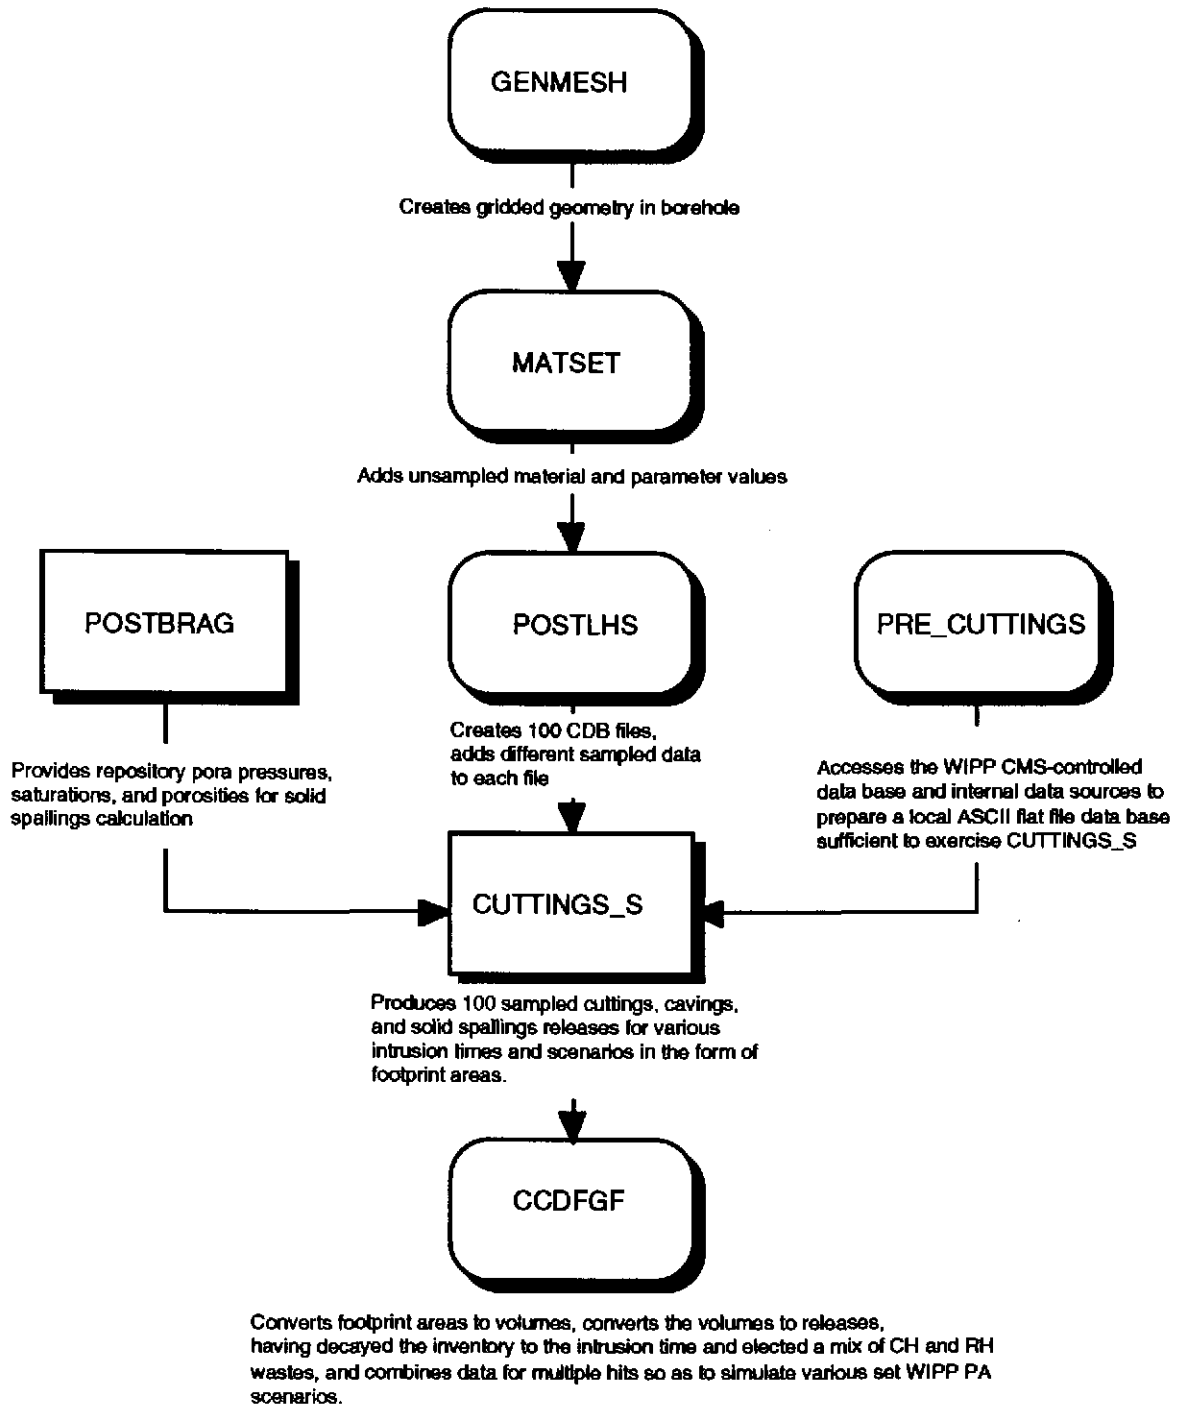 GENMESH
Creates gridded geometry in borehole
MATSET
Adds unsampled material and parameter values
POSTBRAG
POSTLHS
PRE_CUTTINGS
Provides repository pora pressures,
saturations, and porosities for solid
spallings calculation
Creates 100 CDB files,
adds different sampled data
to each file
Accesses the WIPP CMS-controlled
data base and internal data sources to
prepare a local ASCII flat file data base
sufficient to exercise CUTTINGS_S
CUTTINGS_S
Produces 100 sampled cuttings, cavings,
and solid spallings releases for various
intrusion times and scenarios in the form of
footprint areas.
CCDFGF
Converts footprint areas to volumes, converts the volumes to releases,
having decayed the inventory to the intrusion time and elected a mix of CH and RH
wastes, and combines data for multiple hits so as to simulate various set WIPP PA
scenarios.